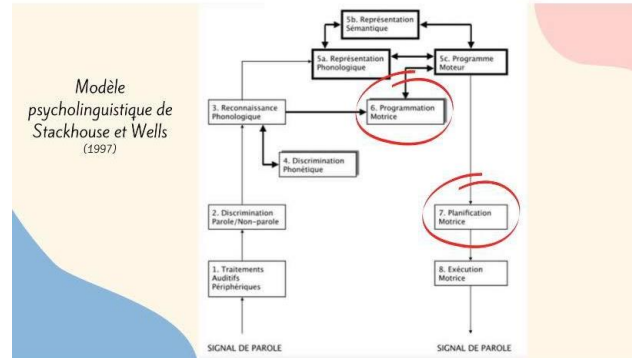 Modèle
psycholinguistique de
Stackhouse et Wells
(1997)
5b. Représentation
Sémantique
5a. Représentation
Phonologique
5c. Programme
Moteur
3. Reconnaissance
Phonologique
6. Programmation
Motrice
4. Discrimination
Phonétique
2. Discrimination
Parole/Non-parole
7. Planification
Motrice
1. Traitements
Auditifs
Périphériques
8. Exécution
Motrice
SIGNAL DE PAROLE
SIGNAL DE PAROLE